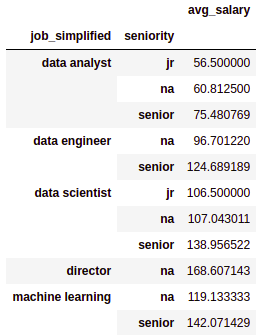 avg_salary
job_simplified seniority
data analyst jr 56.500000
na 60.812500
senior 75.480769
data engineer na 96.701220
senior 124.689189
data scientist jr 106.500000
na 107.043011
senior 138.956522
director na 168.607143
machine learning na 119.133333
senior 142.071429